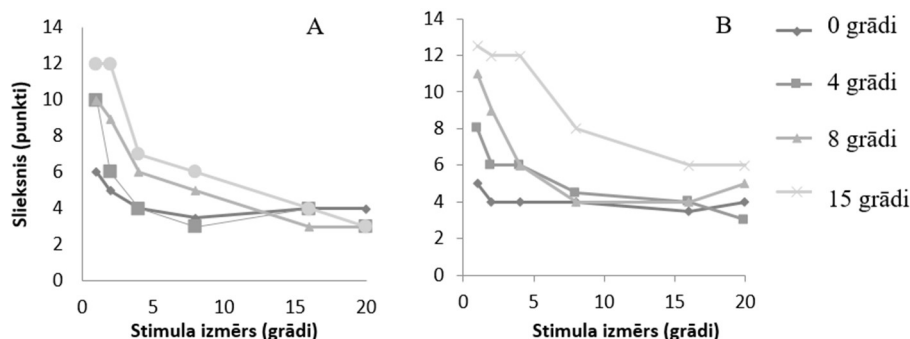 A
Slieksnis (punkti)
14
12
10
8
6
4
2
0
0 5 10 15 20
Stimula izmērs (grādi)
B
14
12
10
8
6
4
2
0
0 5 10 15 20
Stimula izmērs (grādi)
0 grādi
4 grādi
8 grādi
15 grādi